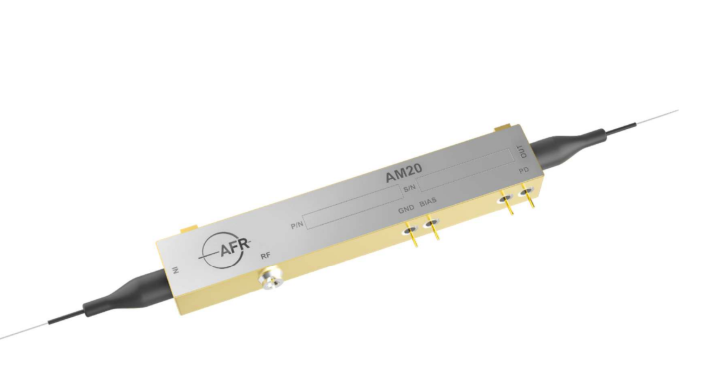 AM20
S/N
OUT
P/N
GND BIAS
PD
AFR
RF
IN